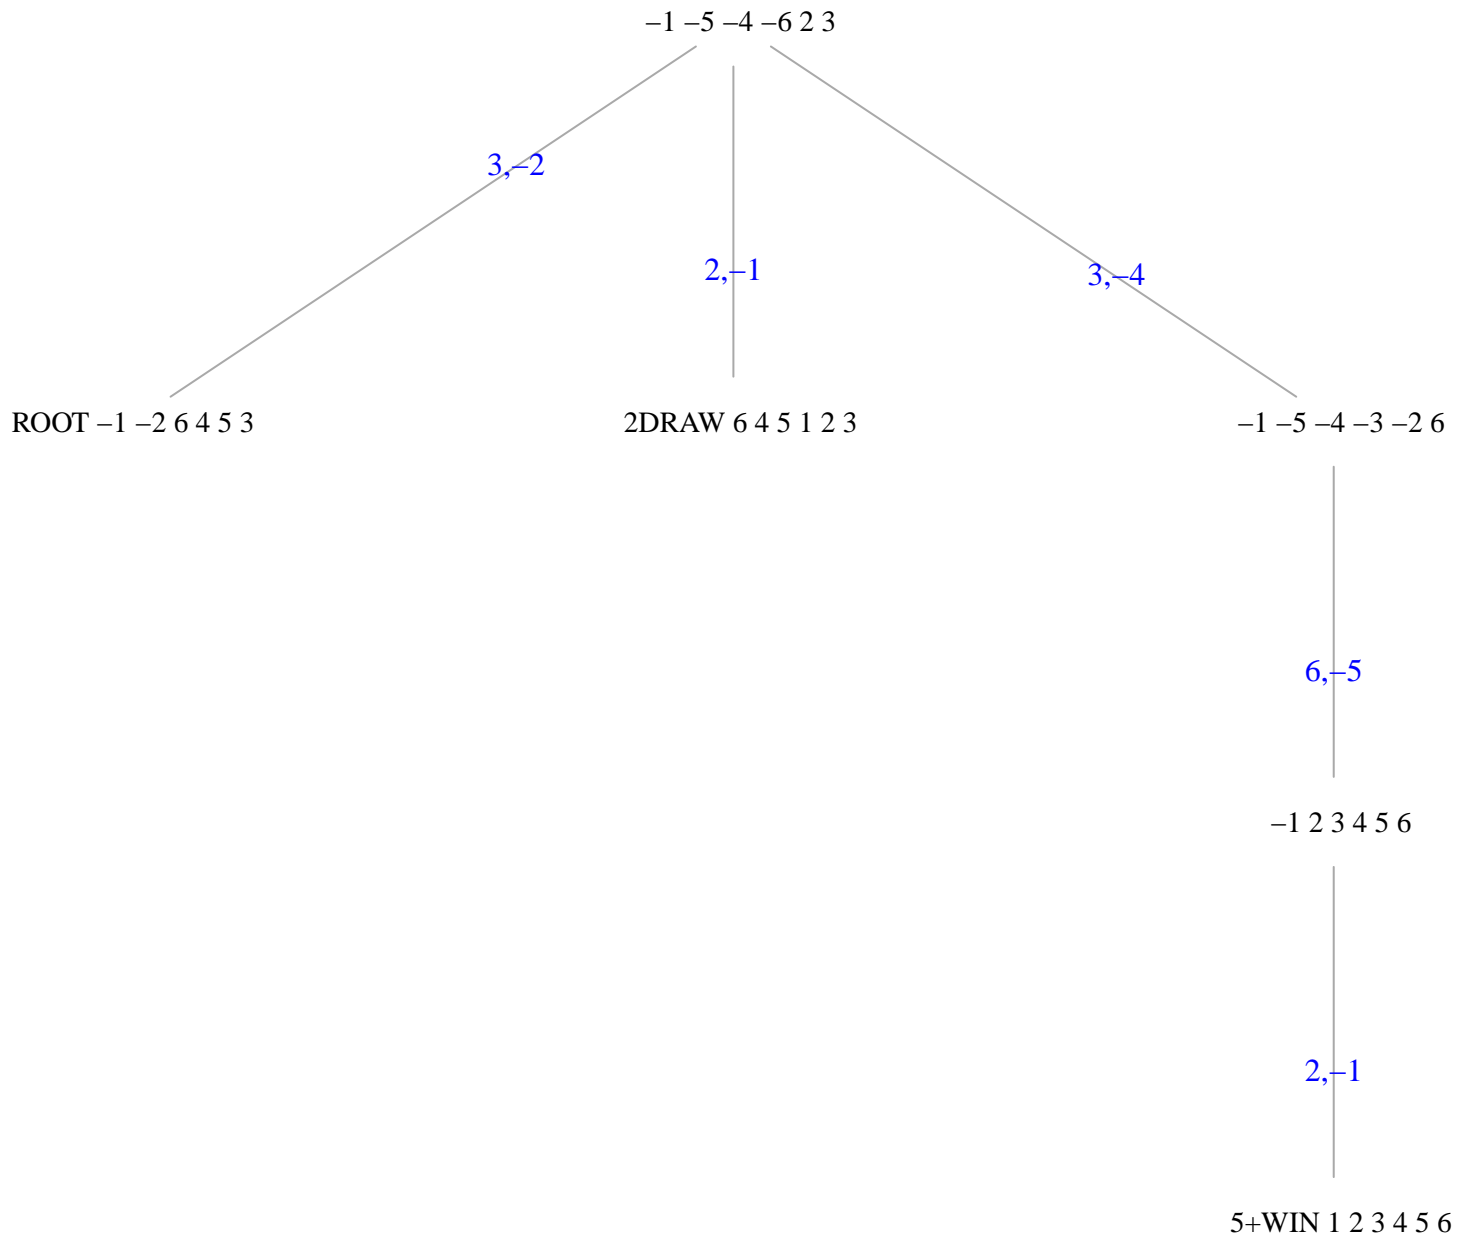 –1 –5 –4 –6 2 3
3,–2
2,–1
3,–4
ROOT –1 –2 6 4 5 3
2DRAW 6 4 5 1 2 3
–1 –5 –4 –3 –2 6
6,–5
–1 2 3 4 5 6
2,–1
5+WIN 1 2 3 4 5 6